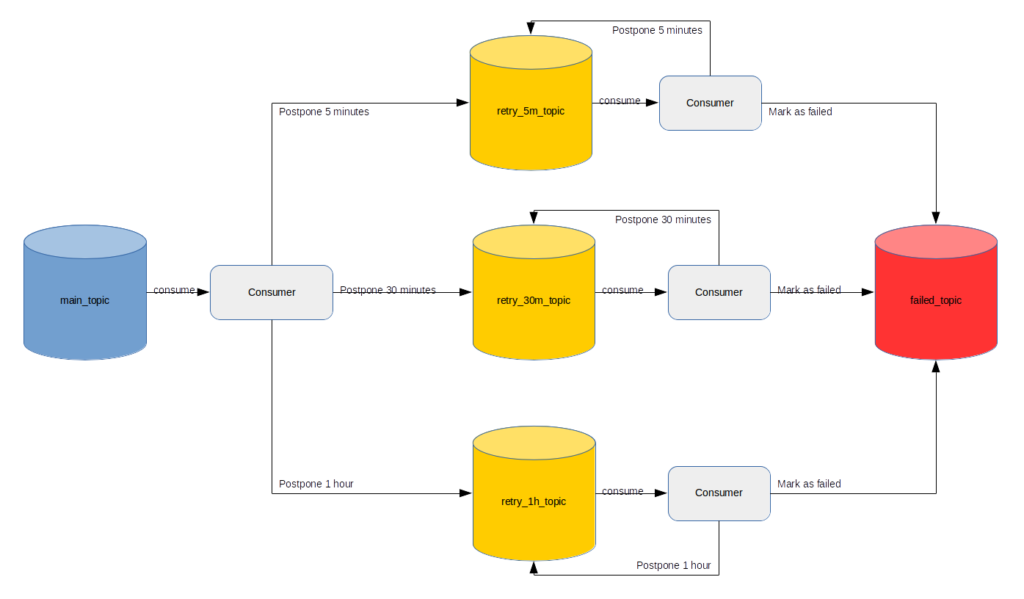 Postpone 5 minutes
Postpone 5 minutes
retry_5m_topic
consume
Consumer
Mark as failed
Postpone 30 minutes
main_topic
consume
Consumer
Postpone 30 minutes
retry_30m_topic
consume
Consumer
Mark as failed
failed_topic
Postpone 1 hour
retry_1h_topic
consume
Consumer
Mark as failed
Postpone 1 hour